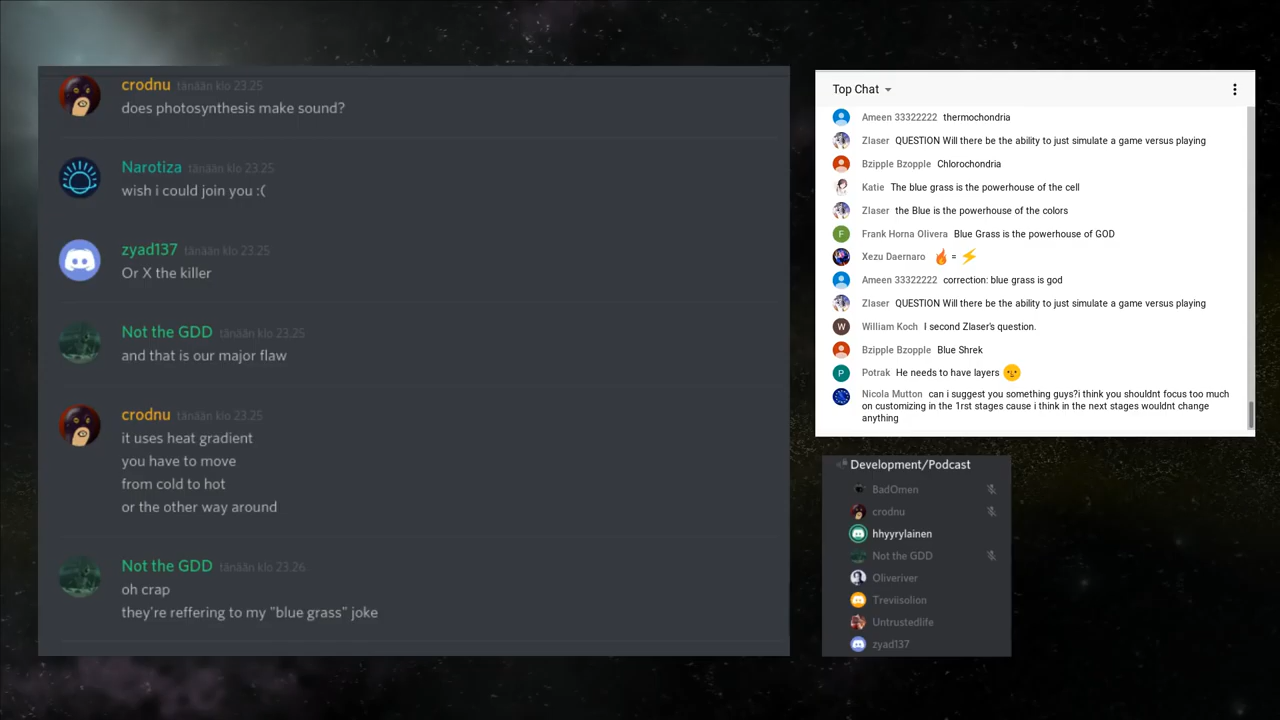 crodnu tänään klo 23.25
does photosynthesis make sound?
Narotiza tänään klo 23.25
wish i could join you :(
zyad137 tänään klo 23.25
Or X the killer
Not the GDD tänään klo 23.25
and that is our major flaw
crodnu tänään klo 23.25
it uses heat gradient
you have to move
from cold to hot
or the other way around
Not the GDD tänään klo 23.26
oh crap
they're reffering to my "blue grass" joke
Top Chat
Ameen 33322222 thermochondria
Zlaser QUESTION Will there be the ability to just simulate a game versus playing
Bzipple Bzopple Chlorochondria
Katie The blue grass is the powerhouse of the cell
Zlaser the Blue is the powerhouse of the colors
F Frank Horna Olivera Blue Grass is the powerhouse of GOD
Xezu Daernaro 🔥 = ⚡
Ameen 33322222 correction: blue grass is god
Zlaser QUESTION Will there be the ability to just simulate a game versus playing
W William Koch I second Zlaser's question.
Bzipple Bzopple Blue Shrek
P Potrak He needs to have layers 🌝
Nicola Mutton can i suggest you something guys?i think you shouldnt focus too much
on customizing in the 1rst stages cause i think in the next stages wouldnt change
anything
Development/Podcast
BadOmen
crodnu
hhyyrylainen
Not the GDD
Oliveriver
Treviisolion
Untrustedlife
zyad137